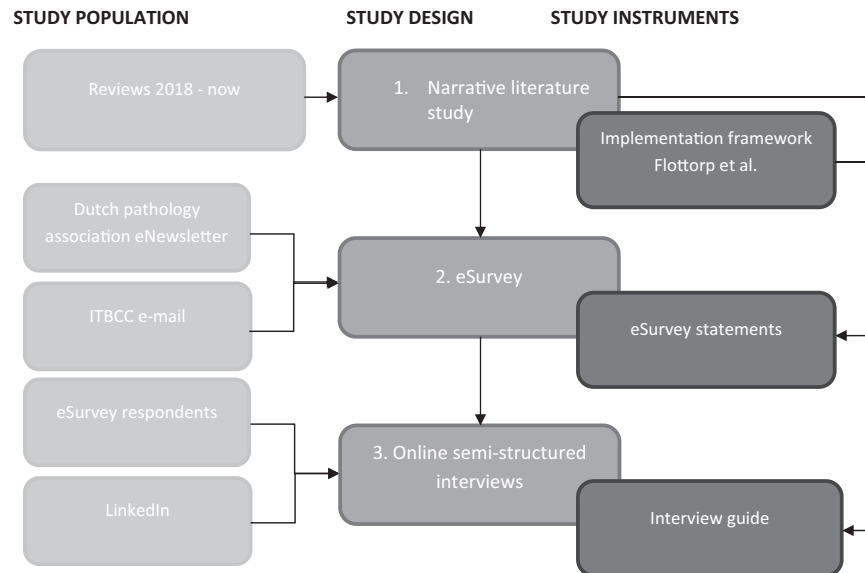 STUDY POPULATION
STUDY DESIGN
STUDY INSTRUMENTS
Reviews 2018 - now
1. Narrative literature
study
Implementation framework
Flottorp et al.
Dutch pathology
association eNewsletter
ITBCC e-mail
2. eSurvey
eSurvey statements
eSurvey respondents
LinkedIn
3. Online semi-structured
interviews
Interview guide